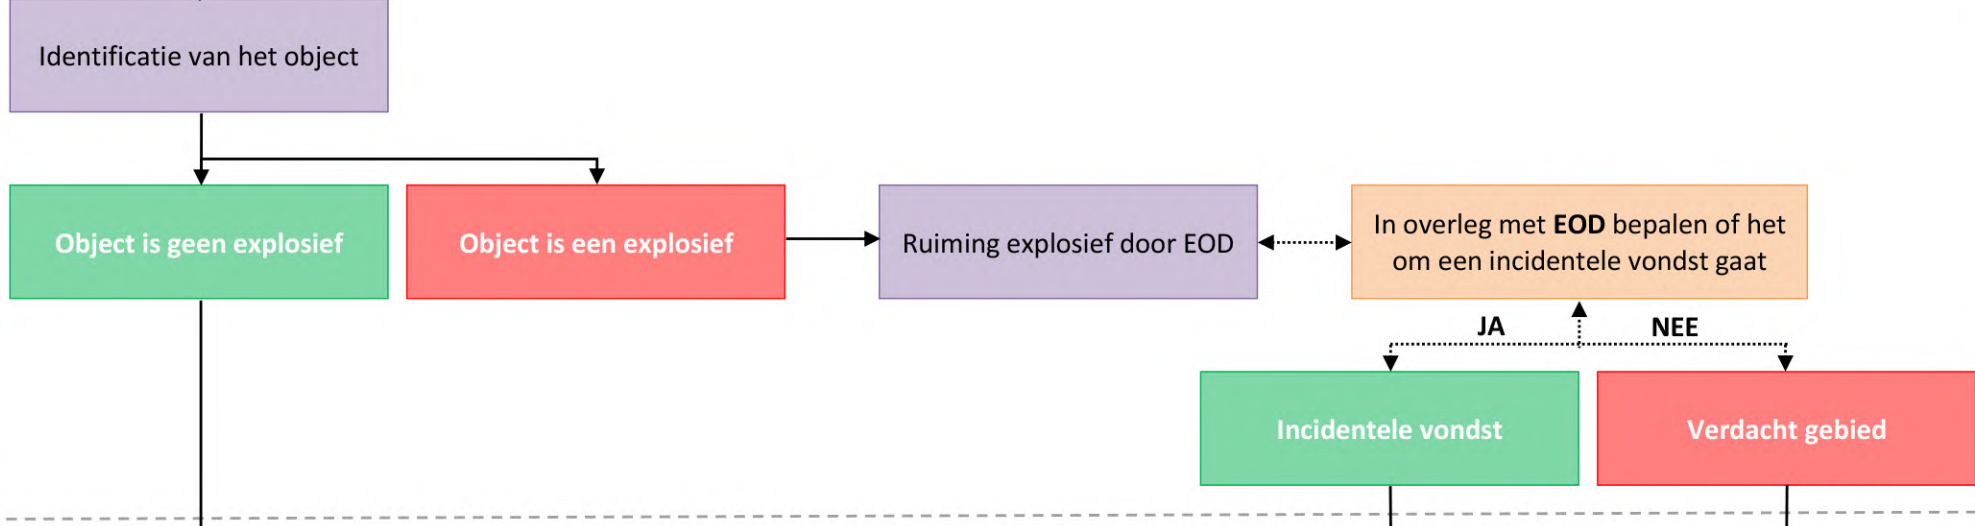 Identificatie van het object
Object is geen explosief
Object is een explosief
Ruiming explosief door EOD
In overleg met EOD bepalen of het
om een incidentele vondst gaat
JA
NEE
Incidentele vondst
Verdacht gebied